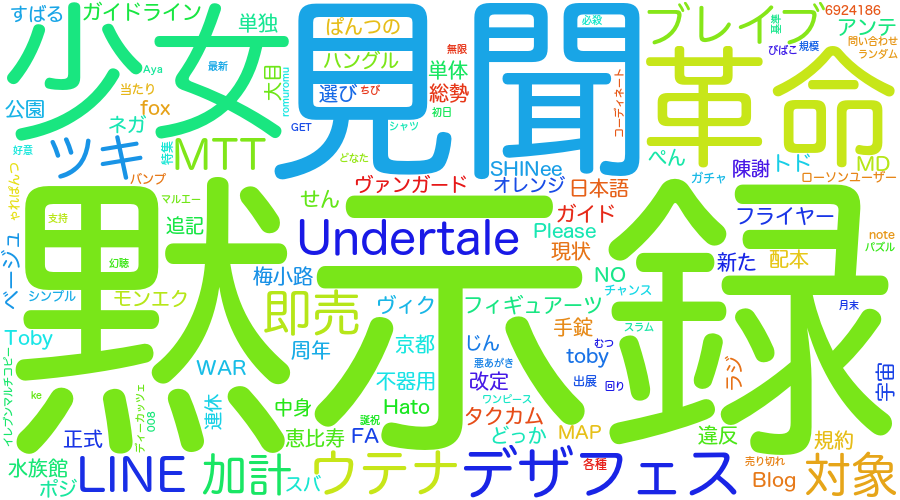 すばる
ガイドライン
単独
ぱんつの
見聞
必殺
ブレイブ
基準
6924186
アンテ
少女
Aya
最新
大目
romuromu
ハングル
無限
単体
コーディネート
びばこ
規模
問い合わせ
ランダム
革命
当たり
fox
選び
ちび
総勢
公園
ネガ
GET
シャツ
初日
好意
ツキ
特集
MTT
どなた
SHINee
ぺん
陳謝
トド
MD
バンプ
ヴァンガード
オレンジ
日本語
ガチャ
ローソンユーザー
ゃればんつ
マルエー
せん
黙示録
支持
追記
Undertale
Please
ガイド
フライヤー
note
パズル
ページュ
幻聴
現状
新た
配本
シンプル
モンエク
梅小路
即売
ヴィク
フィギュアーツ
NO
チャンス
月末
Toby
周年
京都
じん
手錠
スラム
toby
むつ
WAR
悪あがき
ラジ
宇宙
イレブンマルチコピー
ke
ディーカッツェ
008
連休
不器用
改定
出展
回り
中身
Hato
ワンピース
タクカム
誕祝
正式
恵比寿
FA
どっか
MAP
違反
規約
水族館
ポジ
LINE
加計
スバ
ウテナ
デザフェス
各種
売り切れ
Blog
対象